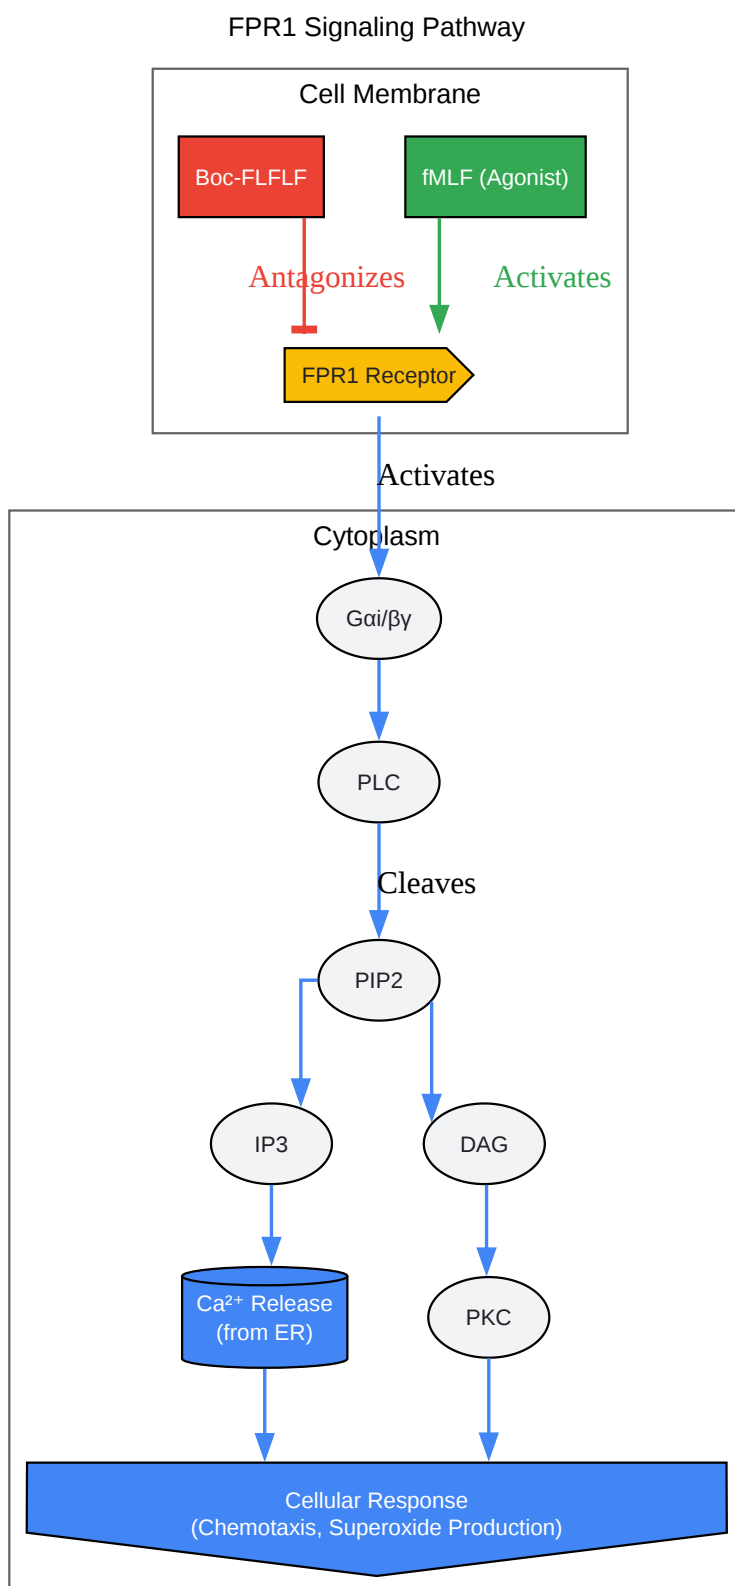 FPR1 Signaling Pathway
Cell Membrane
Boc-FLFLF
fMLF (Agonist)
Antagonizes
Activates
FPR1 Receptor
Activates
Cytoplasm
Gαi/βγ
PLC
Cleaves
PIP2
IP3
DAG
Ca²⁺ Release
(from ER)
PKC
Cellular Response
(Chemotaxis, Superoxide Production)